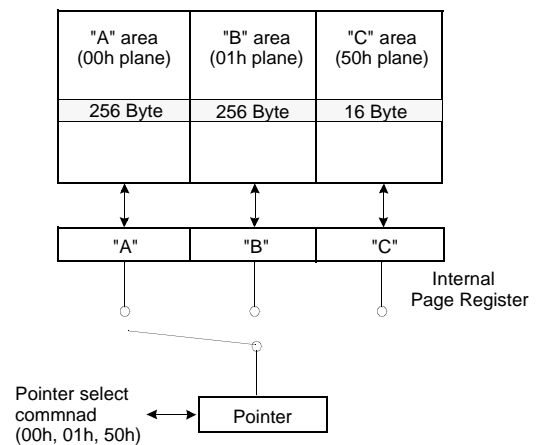 "A" area
(00h plane)
"B" area
(01h plane)
"C" area
(50h plane)
256 Byte
256 Byte
16 Byte
"A"
"B"
"C"
Internal
Page Register
Pointer select
commnad
(00h, 01h, 50h)
Pointer